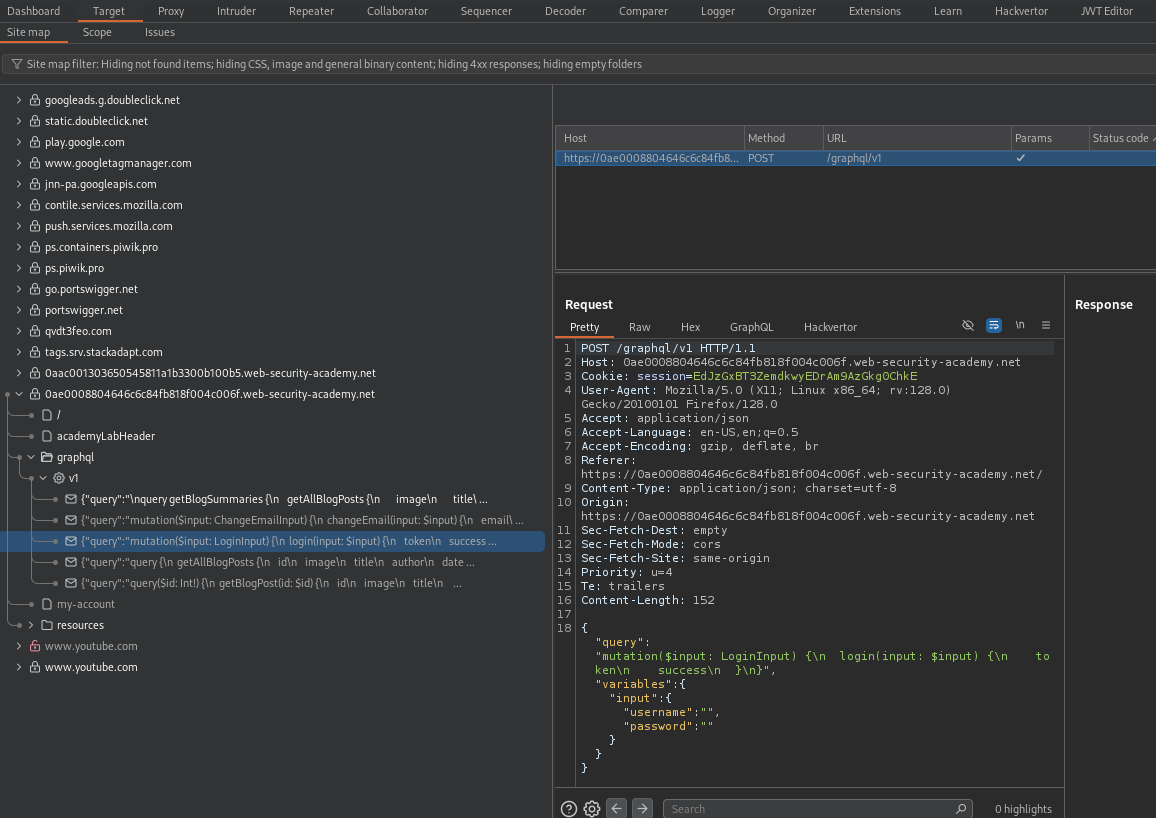 Dashboard Target Proxy Intruder Repeater Collaborator Sequencer Decoder Comparer Logger Organizer Extensions Learn Hackvertor JWT Editor
Site map Scope Issues
Site map filter: Hiding not found items; hiding CSS, image and general binary content; hiding 4xx responses; hiding empty folders
googleads.g.doubleclick.net
static.doubleclick.net
play.google.com
www.googletagmanager.com
jnn-pa.googleapis.com
contile.services.mozilla.com
push.services.mozilla.com
ps.containers.piwik.pro
ps.piwik.pro
go.portswigger.net
portswigger.net
qvdt3feo.com
tags.srv.stackadapt.com
0aac001303650545811a1b3300b100b5.web-security-academy.net
0ae0008804646c6c84fb818f004c006f.web-security-academy.net
/
academyLabHeader
graphql
v1
{"query":"\nquery getBlogSummaries {\n getAllBlogPosts {\n image\n title\ ...
{"query":"mutation($input: ChangeEmailInput) {\n changeEmail(input: $input) {\n email\ ...
{"query":"mutation($input: LoginInput) {\n login(input: $input) {\n token\n success ...
{"query":"query {\n getAllBlogPosts {\n id\n image\n title\n author\n date ...
{"query":"query($id: Int!) {\n getBlogPost(id: $id) {\n id\n image\n title\n ...
my-account
resources
www.youtube.com
www.youtube.com
Host Method URL Params Status code
https://0ae0008804646c6c84fb8... POST /graphql/v1
Request
Pretty Raw Hex GraphQL Hackvertor \n
1 POST /graphql/v1 HTTP/1.1
2 Host: 0ae0008804646c6c84fb818f004c006f.web-security-academy.net
3 Cookie: session=EdJzGxBT3ZemdkwyEDrAm9AzGkgOChkE
4 User-Agent: Mozilla/5.0 (X11; Linux x86_64; rv:128.0)
Gecko/20100101 Firefox/128.0
5 Accept: application/json
6 Accept-Language: en-US,en;q=0.5
7 Accept-Encoding: gzip, deflate, br
8 Referer:
https://0ae0008804646c6c84fb818f004c006f.web-security-academy.net/
9 Content-Type: application/json; charset=utf-8
10 Origin:
https://0ae0008804646c6c84fb818f004c006f.web-security-academy.net
11 Sec-Fetch-Dest: empty
12 Sec-Fetch-Mode: cors
13 Sec-Fetch-Site: same-origin
14 Priority: u=4
15 Te: trailers
16 Content-Length: 152
17
18 {
"query":
"mutation($input: LoginInput) {\n login(input: $input) {\n to
ken\n success\n }\n}",
"variables":{
"input":{
"username":"",
"password":""
}
}
}
Search
0 highlights
Response